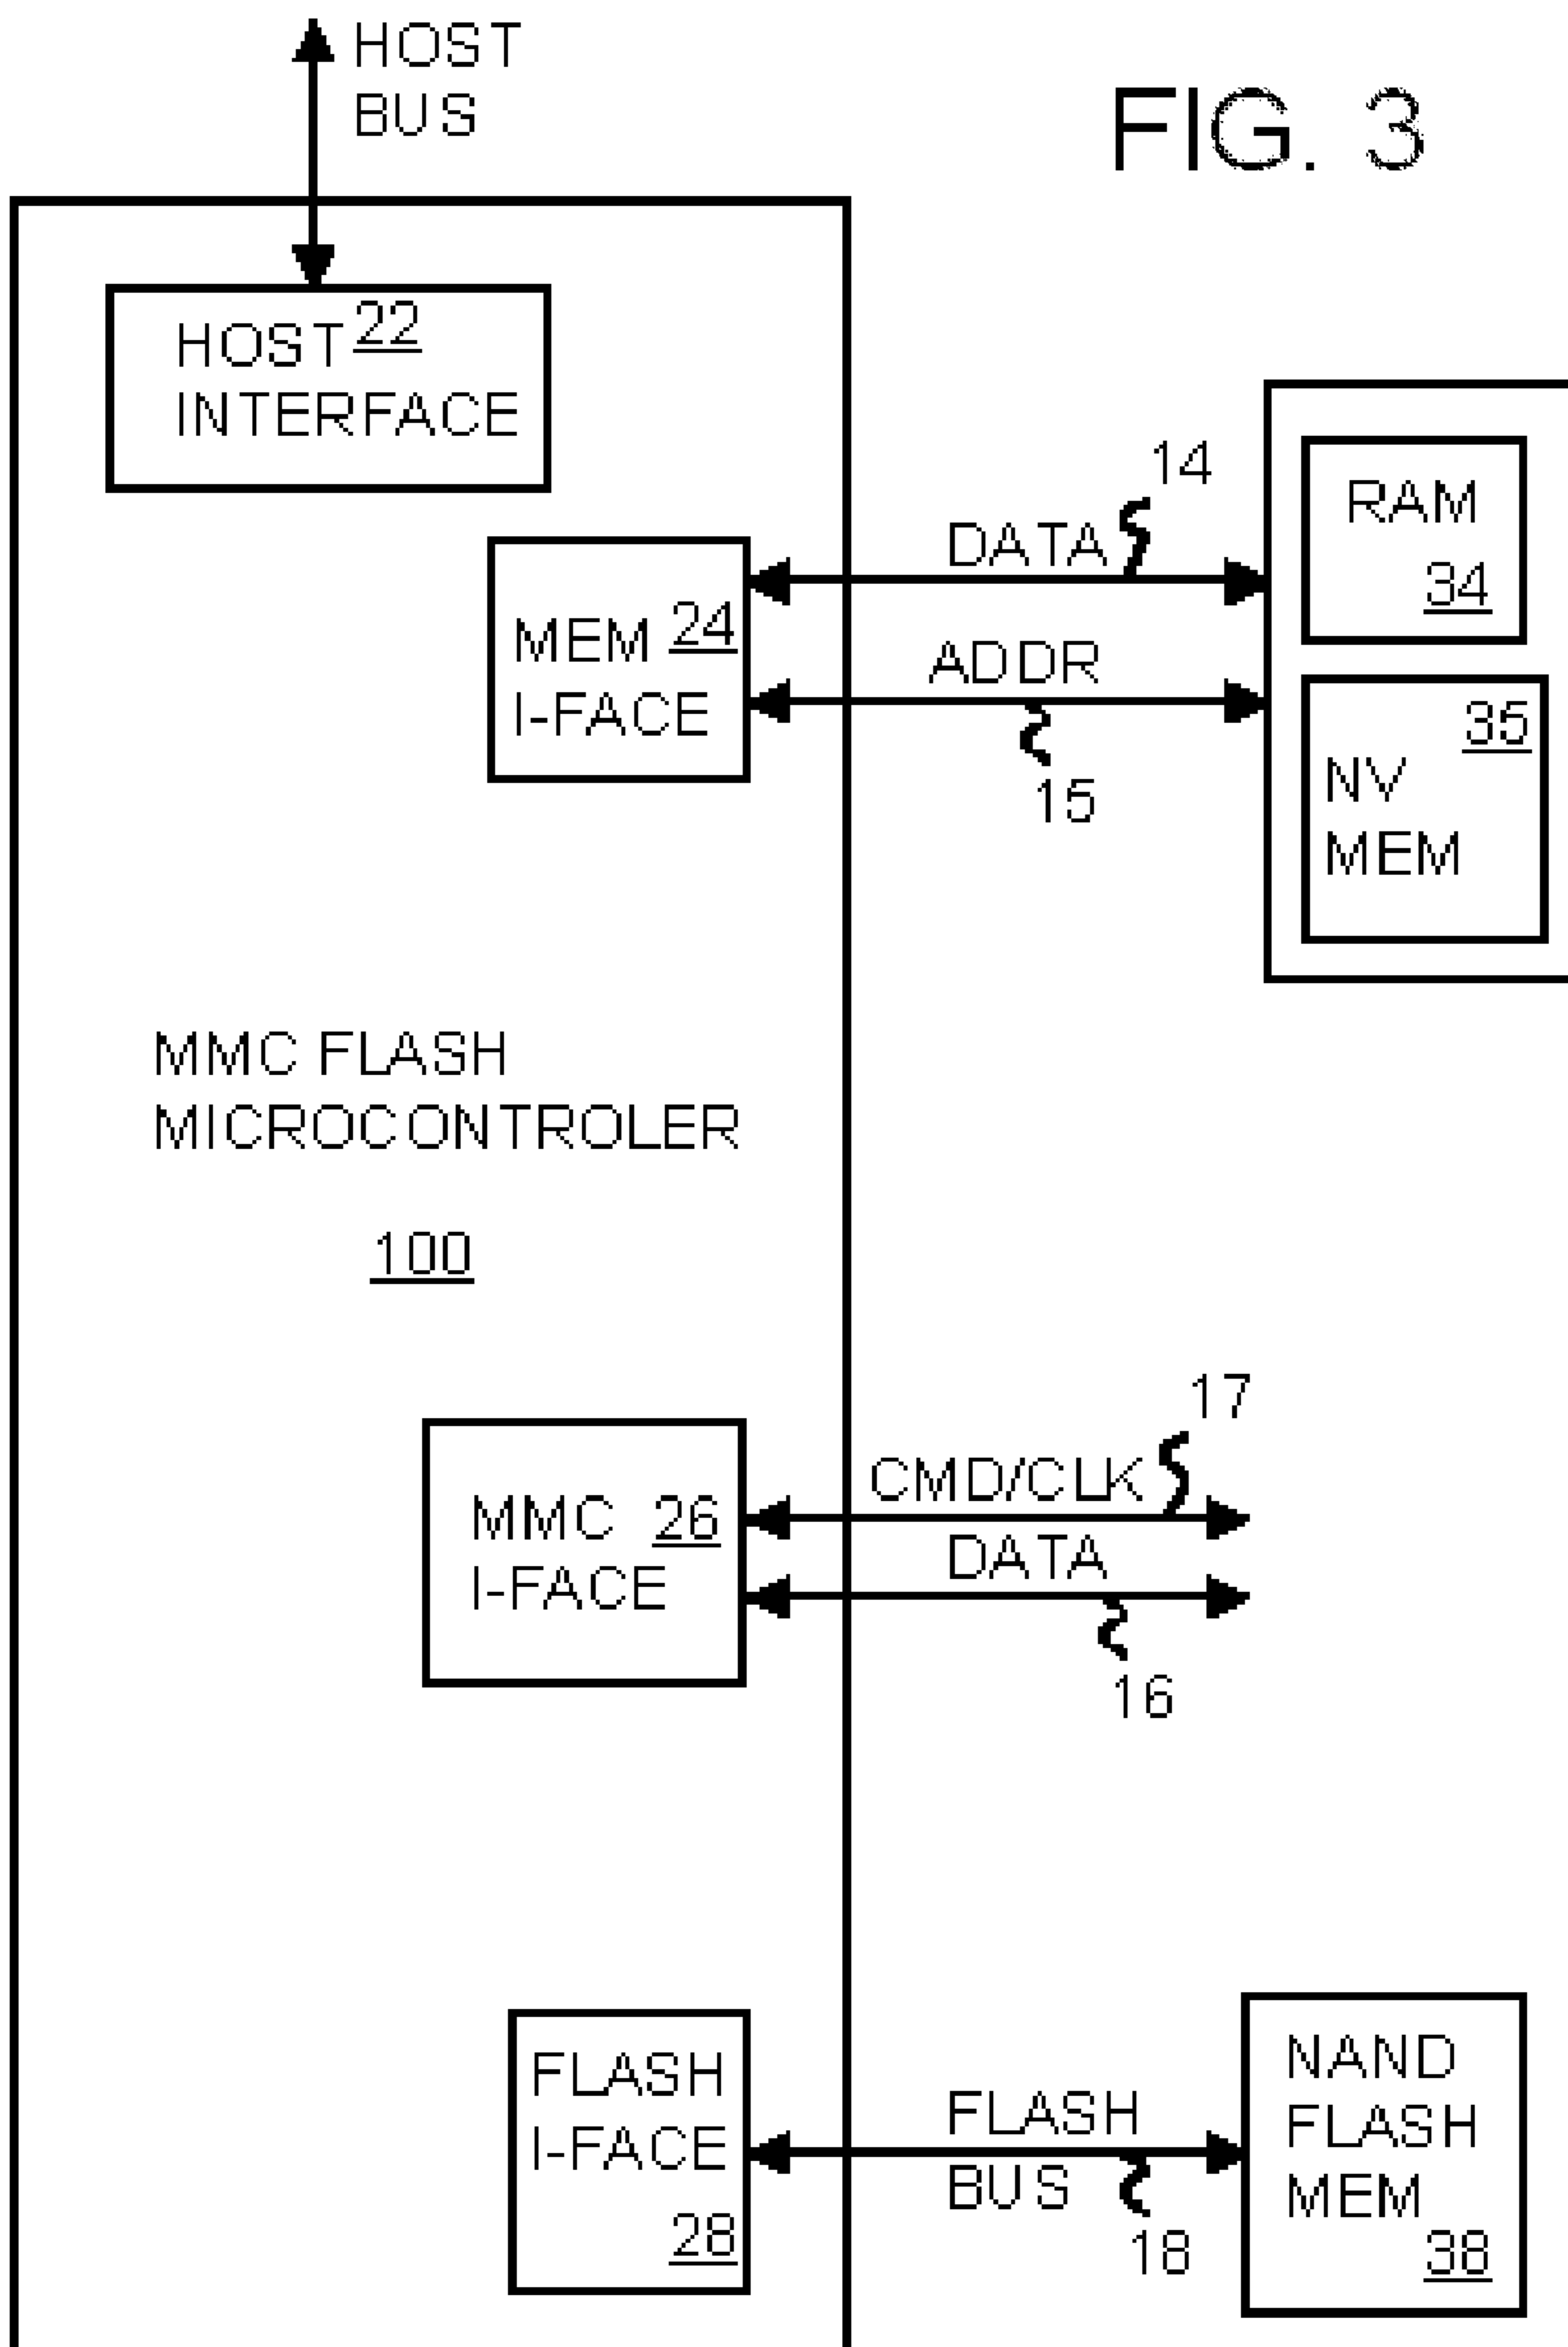 HOST
BUS
FIG. 3
HOST 22
INTERFACE
14
DATA
RAM
34
MEM 24
I-FACE
ADDR
15
35
NV
MEM
MMC FLASH
MICROCONTROLER
100
17
CMD/CLK
MMC 26
I-FACE
DATA
16
FLASH
I-FACE
28
FLASH
BUS
18
NAND
FLASH
MEM
38